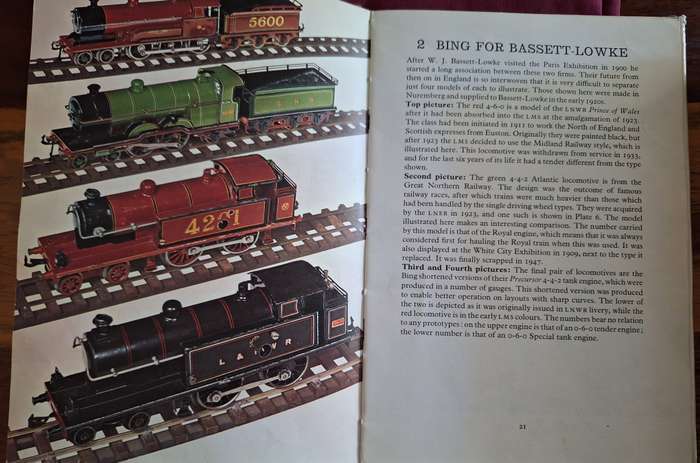 5600
L N E R
4221
L & N W R
2 BING FOR BASSETT-LOWKE
After W. J. Bassett-Lowke visited the Paris Exhibition in 1900 he
started a long association between these two firms. Their future from
then on in England is so interwoven that it is very difficult to separate
just four models of each to illustrate. Those shown here were made in
Nuremberg and supplied to Bassett-Lowke in the early 1920s.
Top picture: The red 4-6-0 is a model of the LNWR Prince of Wales
after it had been absorbed into the LMS at the amalgamation of 1923.
The class had been initiated in 1911 to work the North of England and
Scottish expresses from Euston. Originally they were painted black, but
after 1923 the LMS decided to use the Midland Railway style, which is
illustrated here. This locomotive was withdrawn from service in 1933,
and for the last six years of its life it had a tender different from the type
shown.
Second picture: The green 4-4-2 Atlantic locomotive is from the
Great Northern Railway. The design was the outcome of famous
railway races, after which trains were much heavier than those which
had been handled by the single driving wheel types. They were acquired
by the LNER in 1923, and one such is shown in Plate 6. The model
illustrated here makes an interesting comparison. The number carried
by this model is that of the Royal engine, which means that it was always
considered first for hauling the Royal train when this was used. It was
also displayed at the White City Exhibition in 1909, next to the type it
replaced. It was finally scrapped in 1947.
Third and Fourth pictures: The final pair of locomotives are the
Bing shortened versions of their Precursor 4-4-2 tank engine, which were
produced in a number of gauges. This shortened version was produced
to enable better operation on layouts with sharp curves. The lower of
the two is depicted as it was originally issued in LNWR livery, while the
red locomotive is in the early LMS colours. The numbers bear no relation
to any prototypes: on the upper engine is that of an 0-6-0 tender engine;
the lower number is that of an 0-6-0 Special tank engine.
21